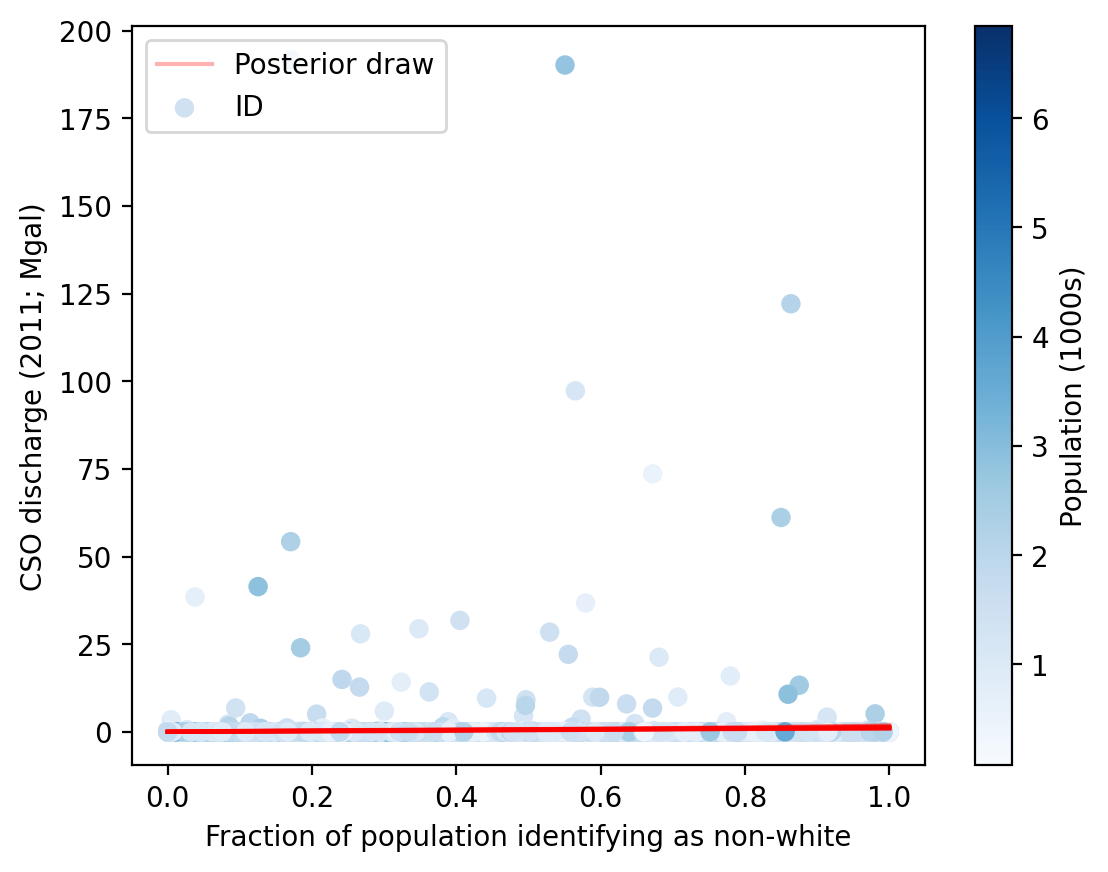 200
175
150
125
100
75
50
25
0
CSO discharge (2011; Mgal)
Posterior draw
ID
0.0 0.2 0.4 0.6 0.8 1.0
Fraction of population identifying as non-white
6
5
4
3
2
1
Population (1000s)